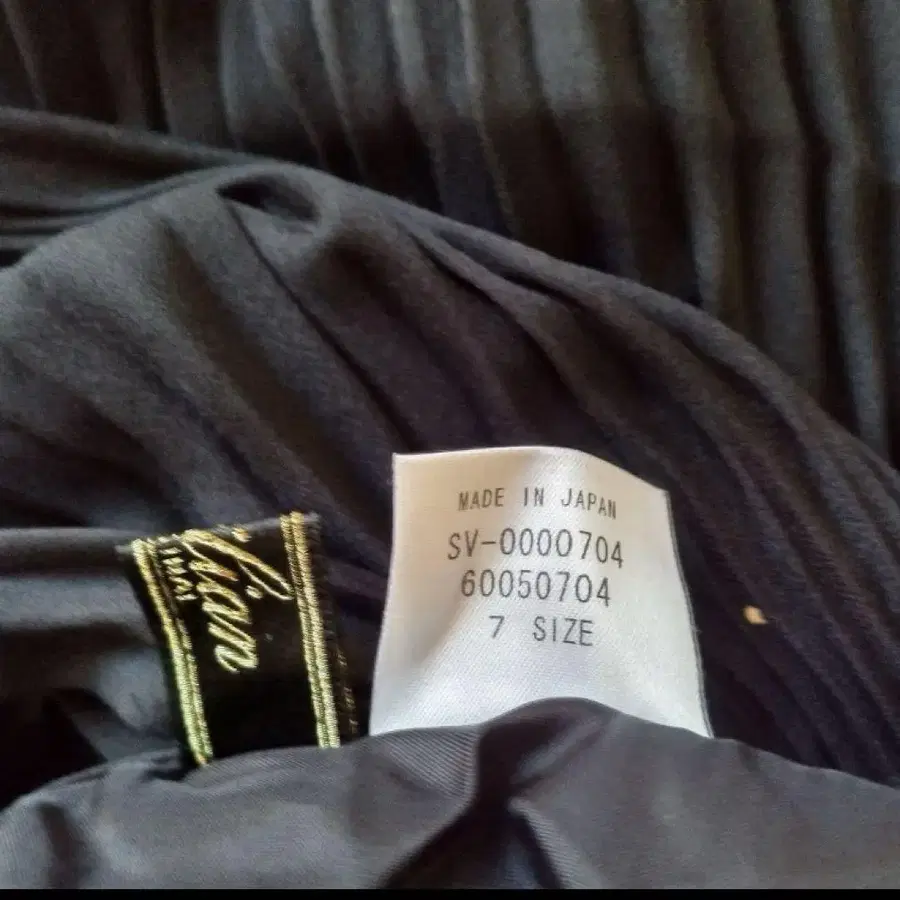 MADE IN JAPAN
SV-0000704
60050704
7 SIZE